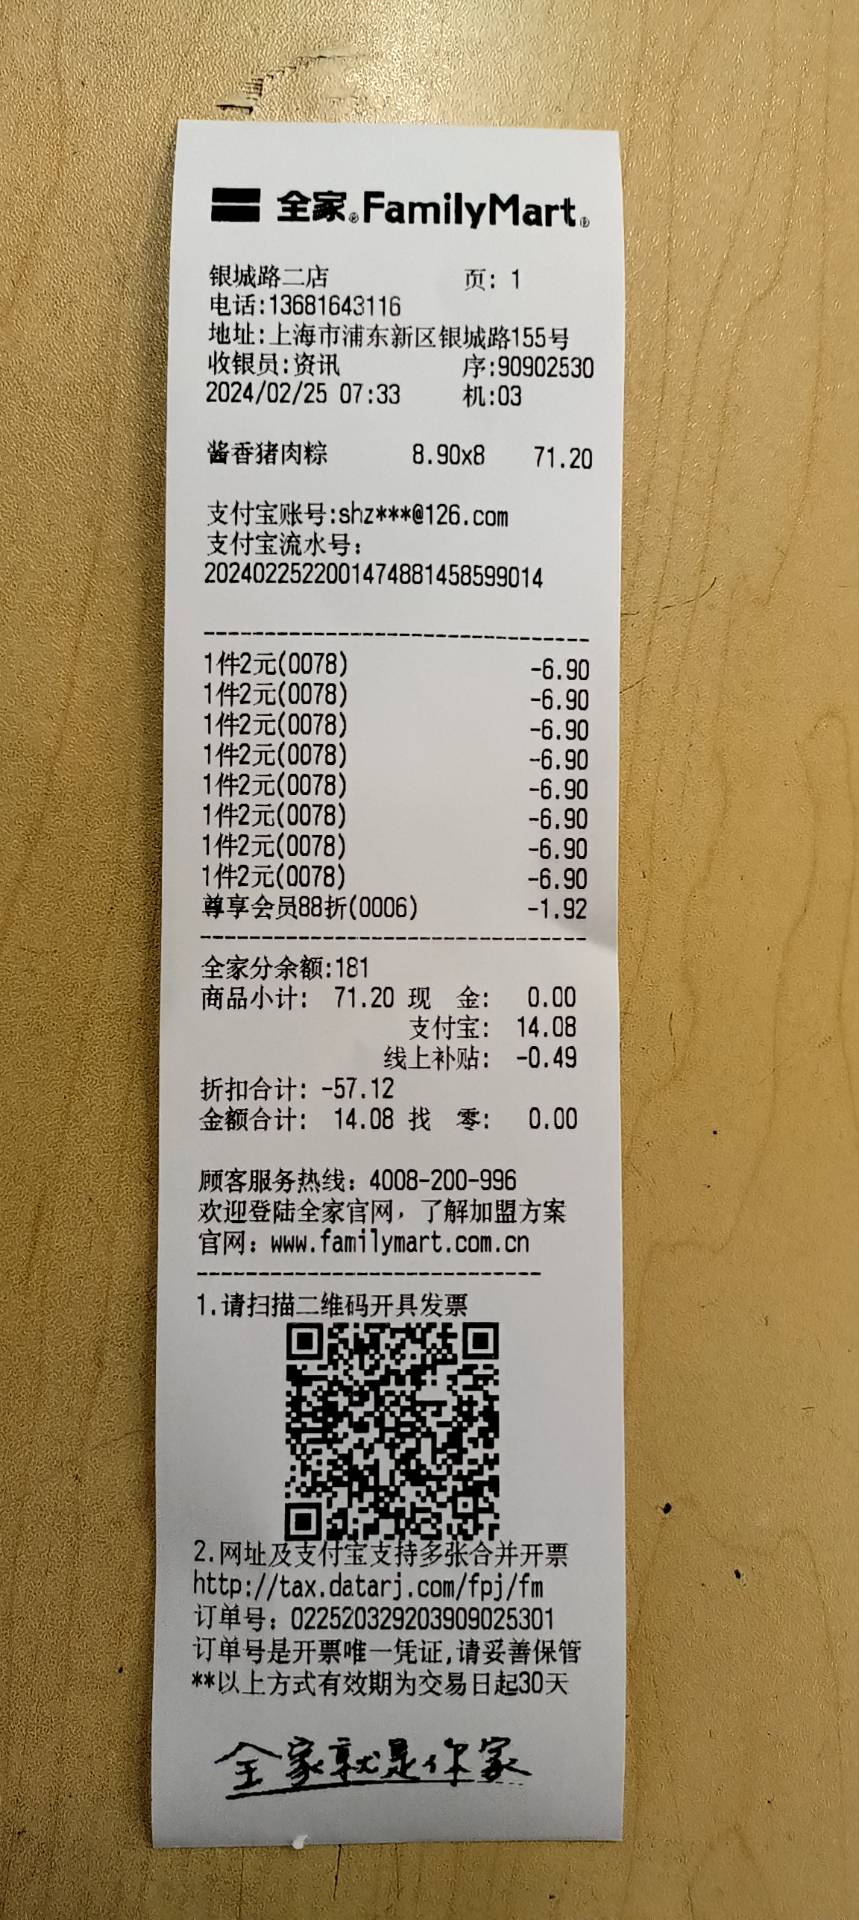 全家® FamilyMart®
银城路二店 页: 1
电话:13681643116
地址:上海市浦东新区银城路155号
收银员:资讯 序:90902530
2024/02/25 07:33 机:03
酱香猪肉粽 8.90x8 71.20
支付宝账号:shz***@126.com
支付宝流水号:
2024022522001474881458599014
1件2元(0078) -6.90
1件2元(0078) -6.90
1件2元(0078) -6.90
1件2元(0078) -6.90
1件2元(0078) -6.90
1件2元(0078) -6.90
1件2元(0078) -6.90
1件2元(0078) -6.90
尊享会员88折(0006) -1.92
全家分余额:181
商品小计: 71.20 现 金: 0.00
支付宝: 14.08
线上补贴: -0.49
折扣合计: -57.12
金额合计: 14.08 找 零: 0.00
顾客服务热线: 4008-200-996
欢迎登陆全家官网，了解加盟方案
官网: www.familymart.com.cn
1.请扫描二维码开具发票
2.网址及支付宝支持多张合并开票
http://tax.datarj.com/fpj/fm
订单号: 022520329203909025301
订单号是开票唯一凭证,请妥善保管
**以上方式有效期为交易日起30天
全家就是你家